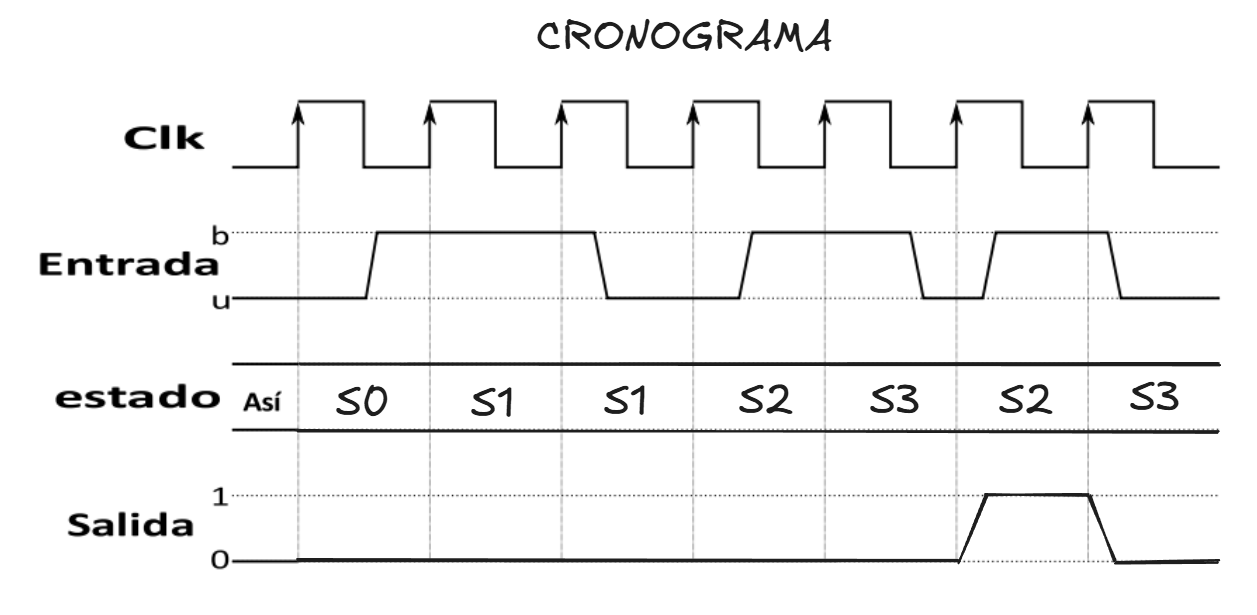 CRONOGRAMA
Clk
b
Entrada
u
estado Así S0 S1 S1 S2 S3 S2 S3
1
Salida
0